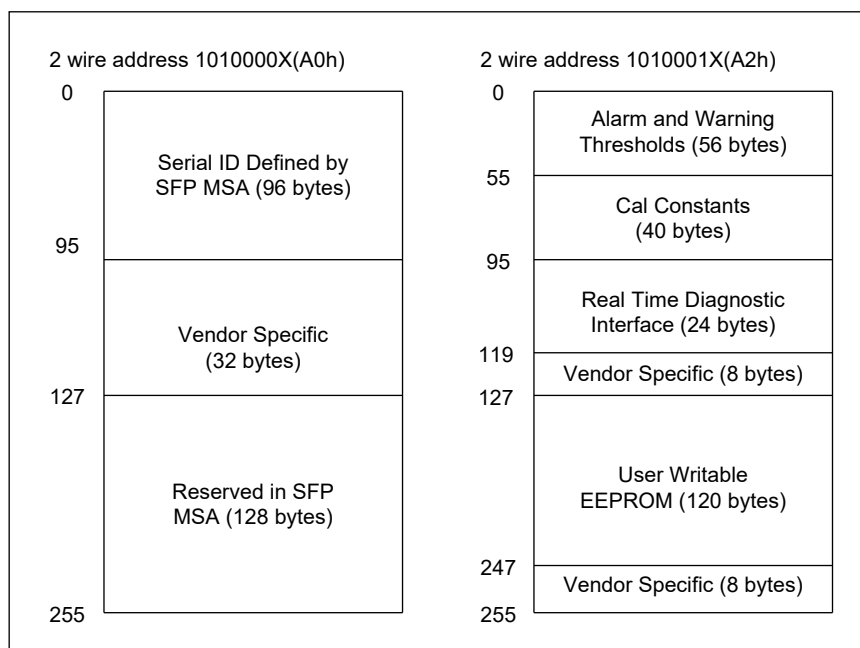 2 wire address 1010000X(A0h)
0
Serial ID Defined by
SFP MSA (96 bytes)
95
Vendor Specific
(32 bytes)
127
Reserved in SFP
MSA (128 bytes)
255
2 wire address 1010001X(A2h)
0
Alarm and Warning
Thresholds (56 bytes)
55
Cal Constants
(40 bytes)
95
Real Time Diagnostic
Interface (24 bytes)
119
Vendor Specific (8 bytes)
127
User Writable
EEPROM (120 bytes)
247
Vendor Specific (8 bytes)
255